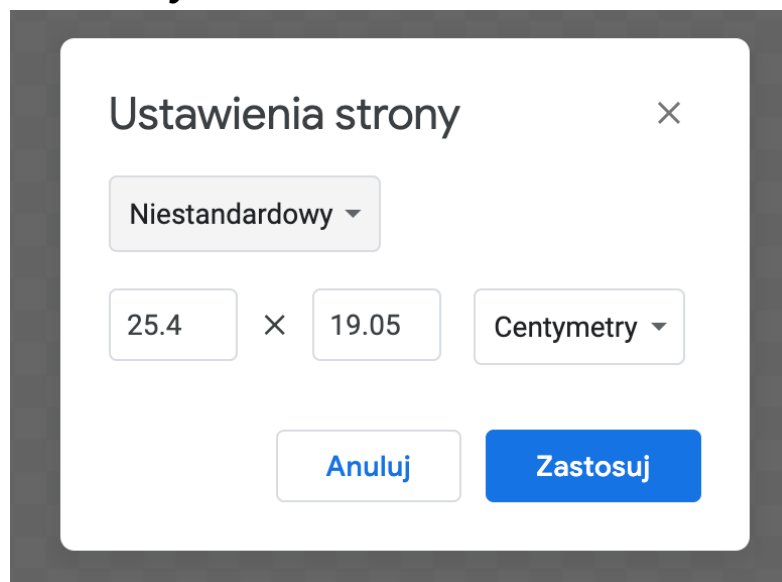 Ustawienia strony
Niestandardowy
25.4 × 19.05 Centymetry
Anuluj Zastosuj